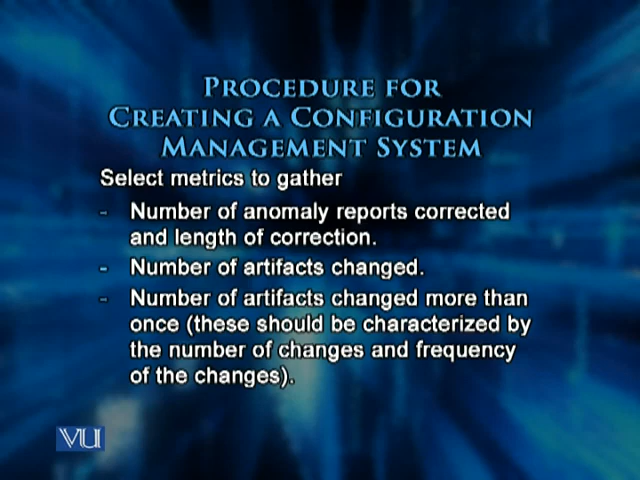 PROCEDURE FOR
CREATING A CONFIGURATION
MANAGEMENT SYSTEM
Select metrics to gather
- Number of anomaly reports corrected
and length of correction.
- Number of artifacts changed.
- Number of artifacts changed more than
once (these should be characterized by
the number of changes and frequency
of the changes).
VU